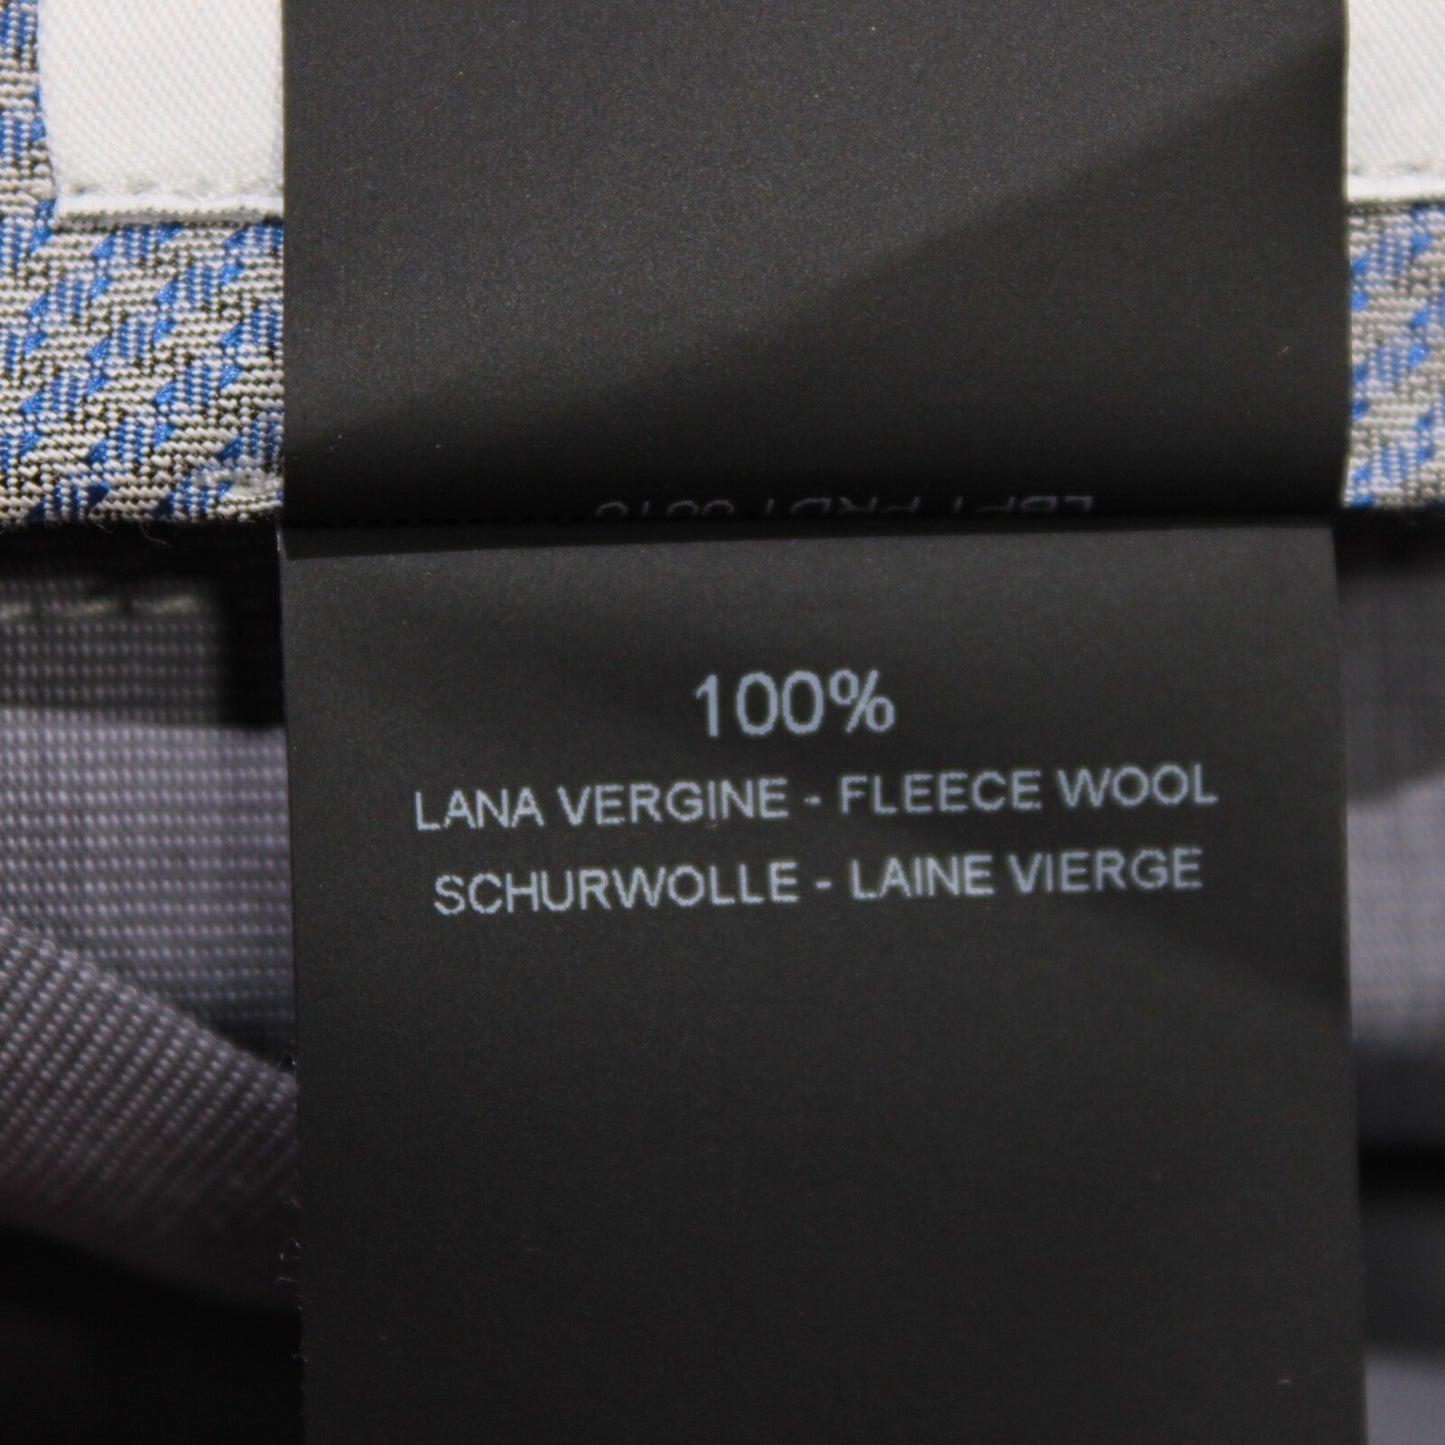 100%
LANA VERGINE - FLEECE WOOL
SCHURWOLLE - LAINE VIERGE